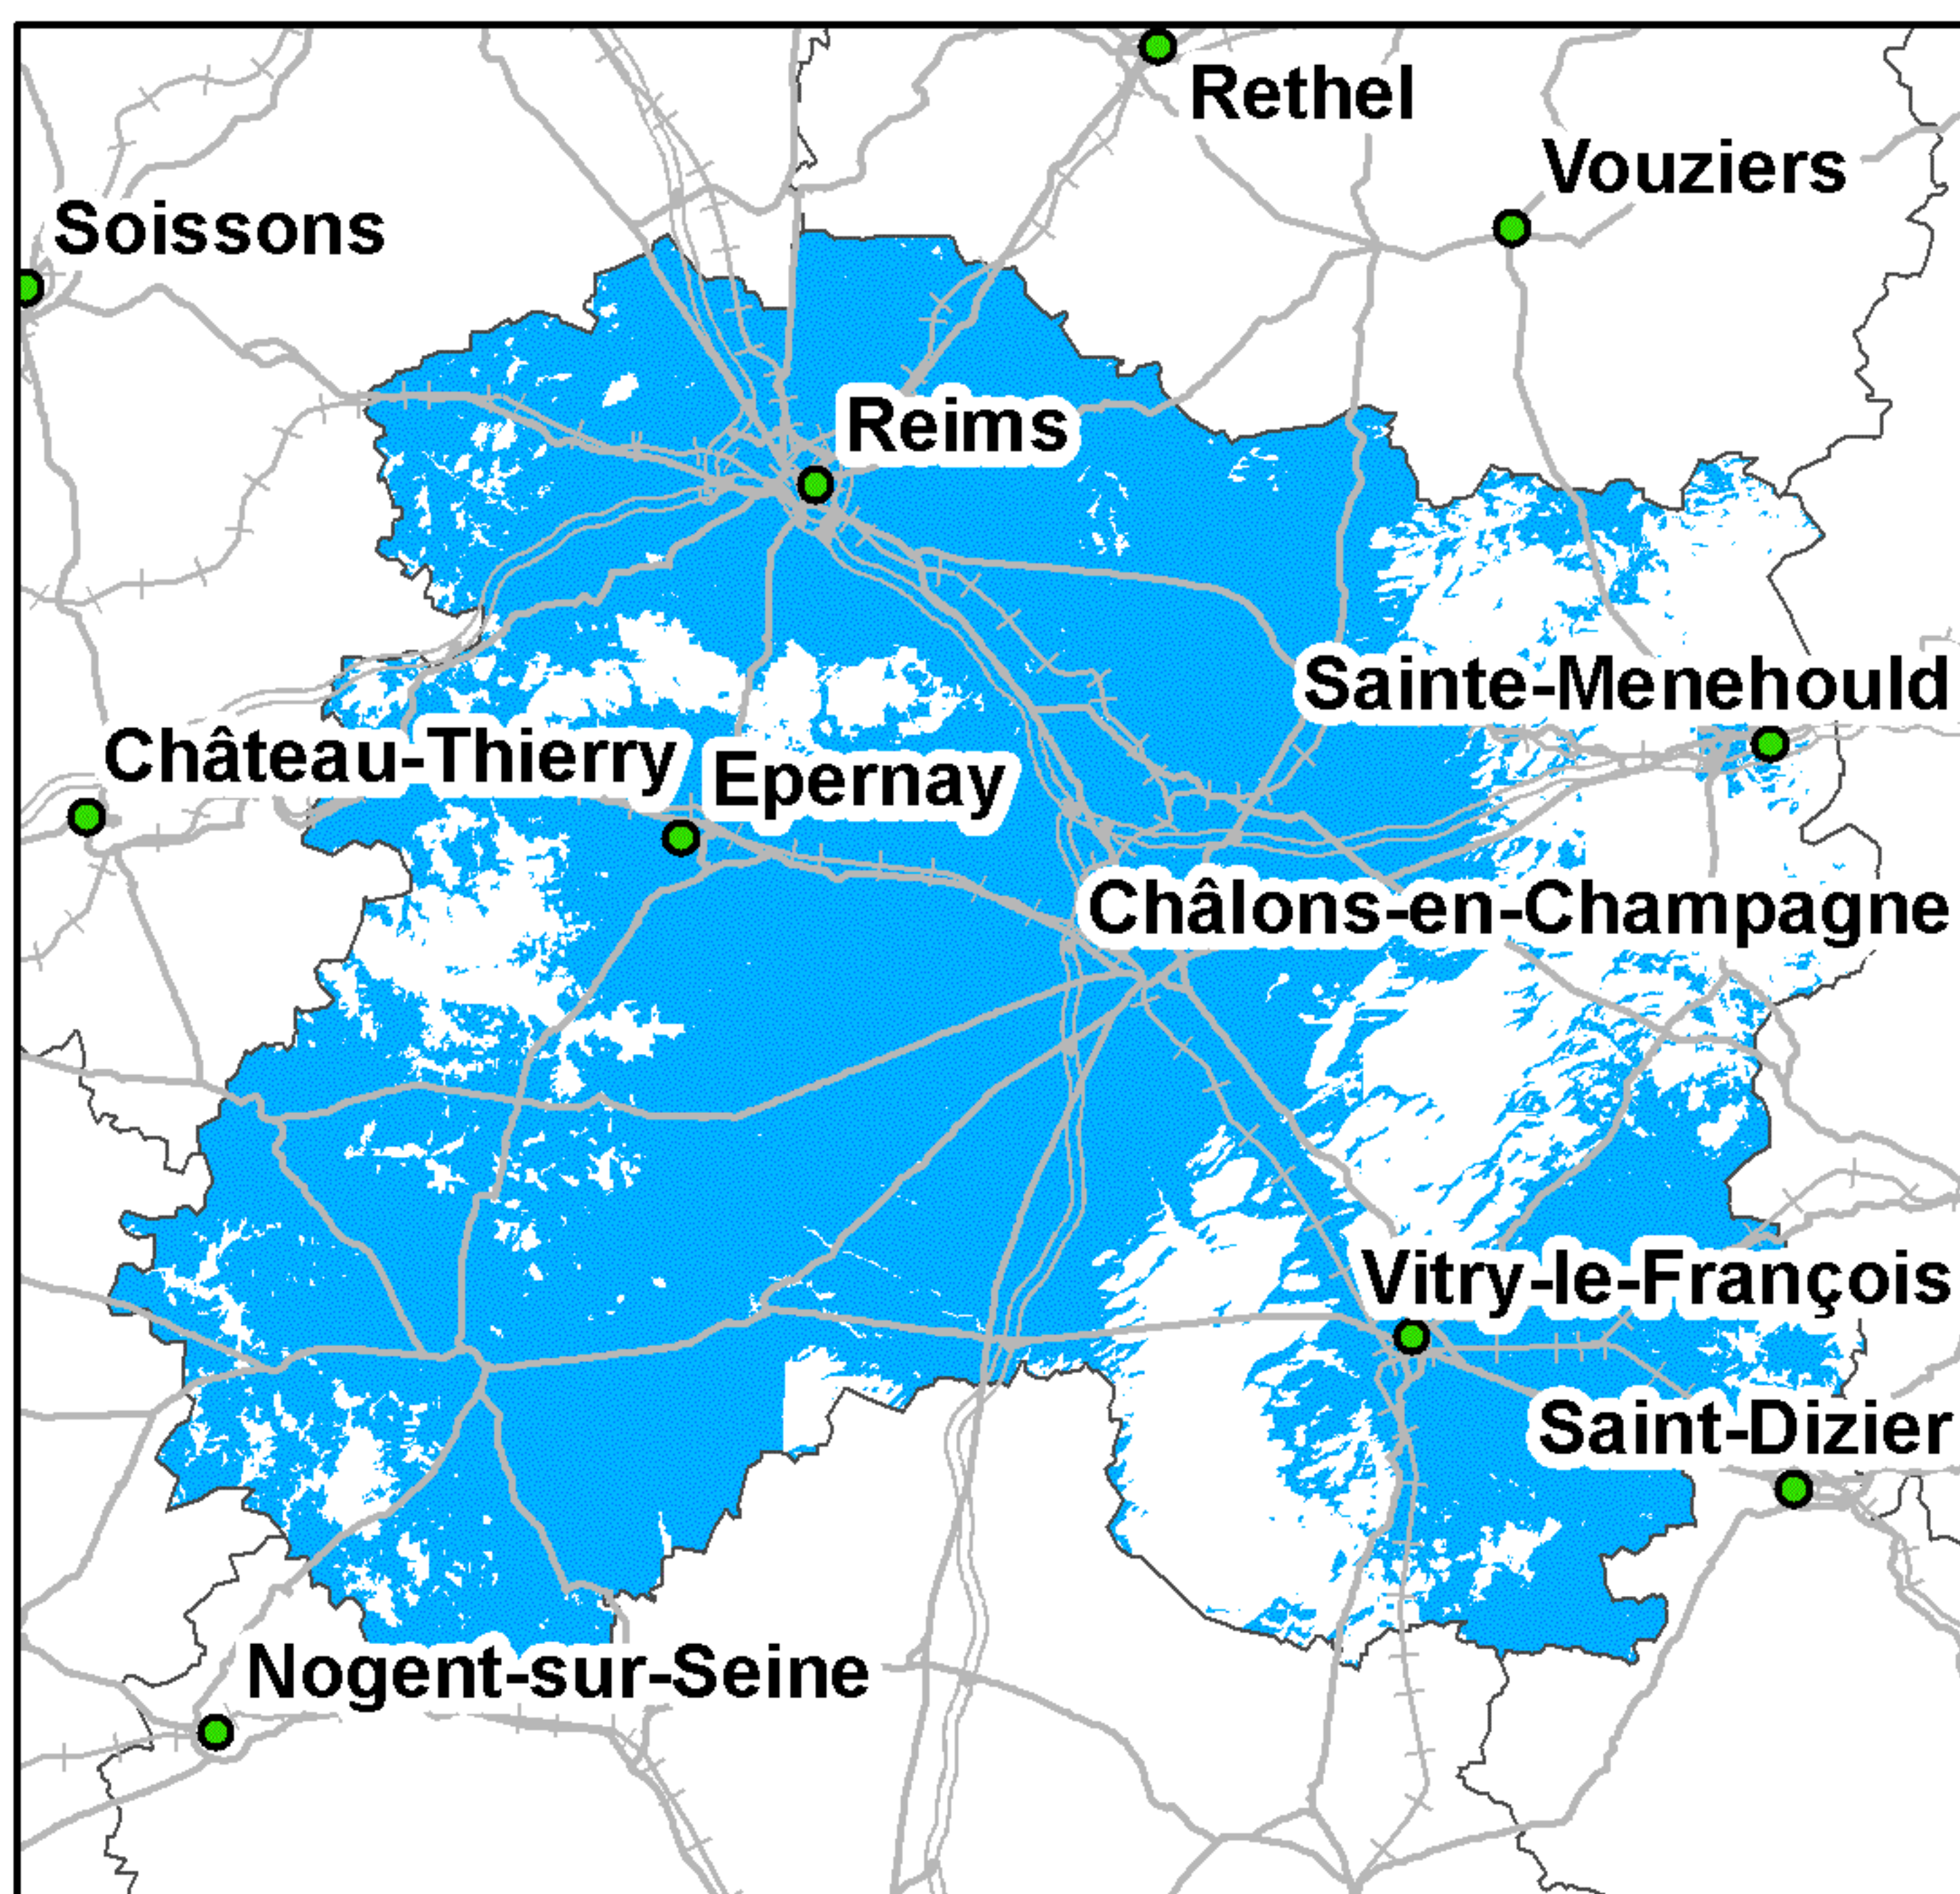 Rethel
Vouziers
Soissons
Reims
Sainte-Menehould
Château-Thierry
Epernay
Châlons-en-Champagne
Vitry-le-François
Saint-Dizier
Nogent-sur-Seine